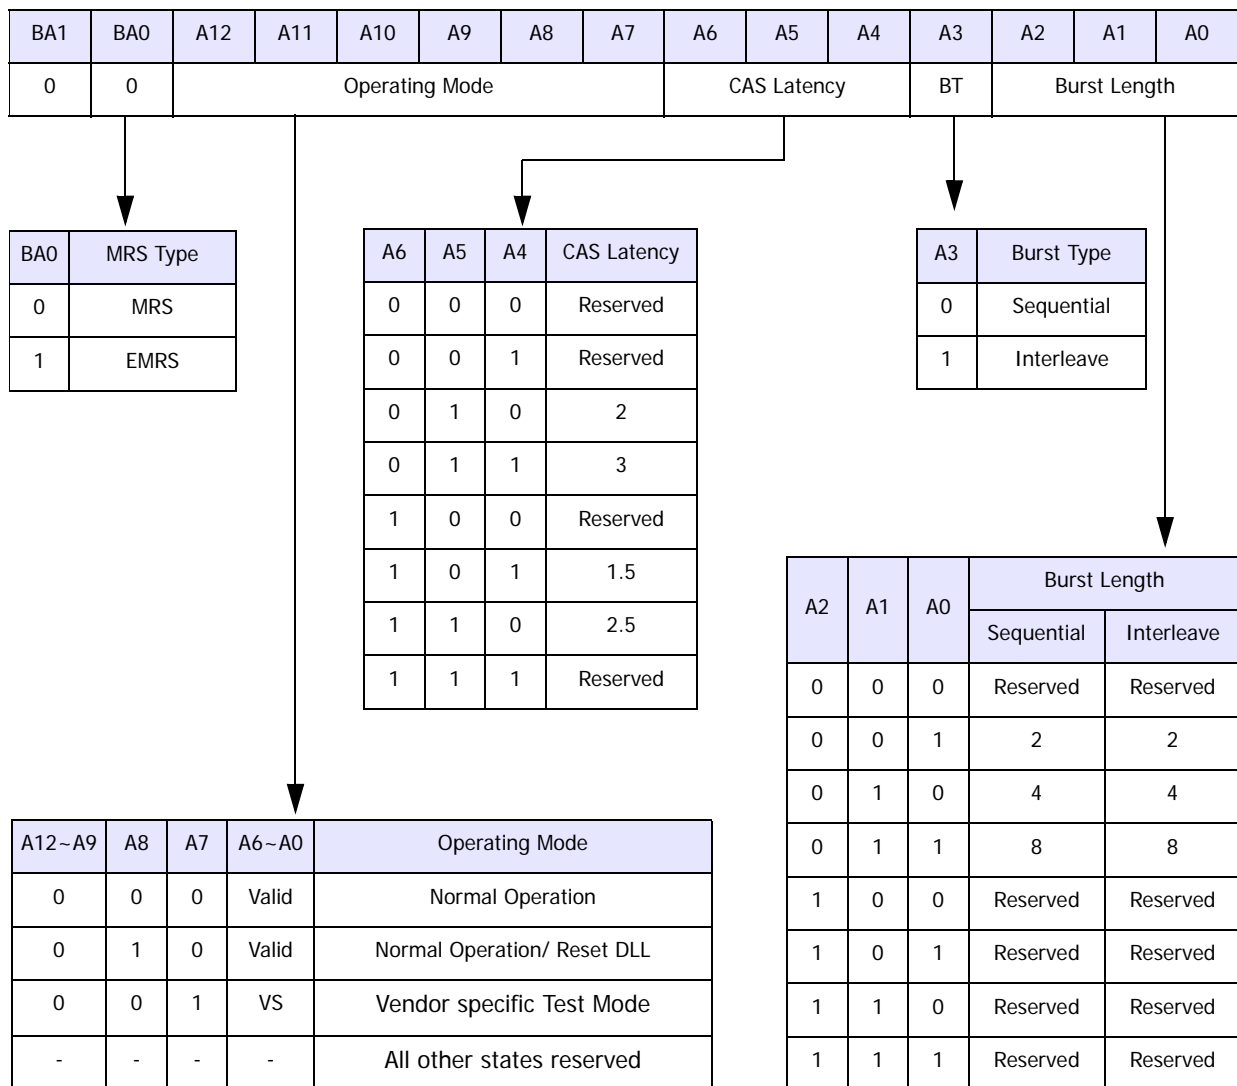 BA1 BA0 A12 A11 A10 A9 A8 A7 A6 A5 A4 A3 A2 A1 A0
0 0 Operating Mode CAS Latency BT Burst Length
BA0 MRS Type
0 MRS
1 EMRS
A6 A5 A4 CAS Latency
0 0 0 Reserved
0 0 1 Reserved
0 1 0 2
0 1 1 3
1 0 0 Reserved
1 0 1 1.5
1 1 0 2.5
1 1 1 Reserved
A3 Burst Type
0 Sequential
1 Interleave
A2 A1 A0 Burst Length
Sequential Interleave
0 0 0 Reserved Reserved
0 0 1 2 2
0 1 0 4 4
0 1 1 8 8
1 0 0 Reserved Reserved
1 0 1 Reserved Reserved
1 1 0 Reserved Reserved
1 1 1 Reserved Reserved
A12~A9 A8 A7 A6~A0 Operating Mode
0 0 0 Valid Normal Operation
0 1 0 Valid Normal Operation/ Reset DLL
0 0 1 VS Vendor specific Test Mode
- - - - All other states reserved